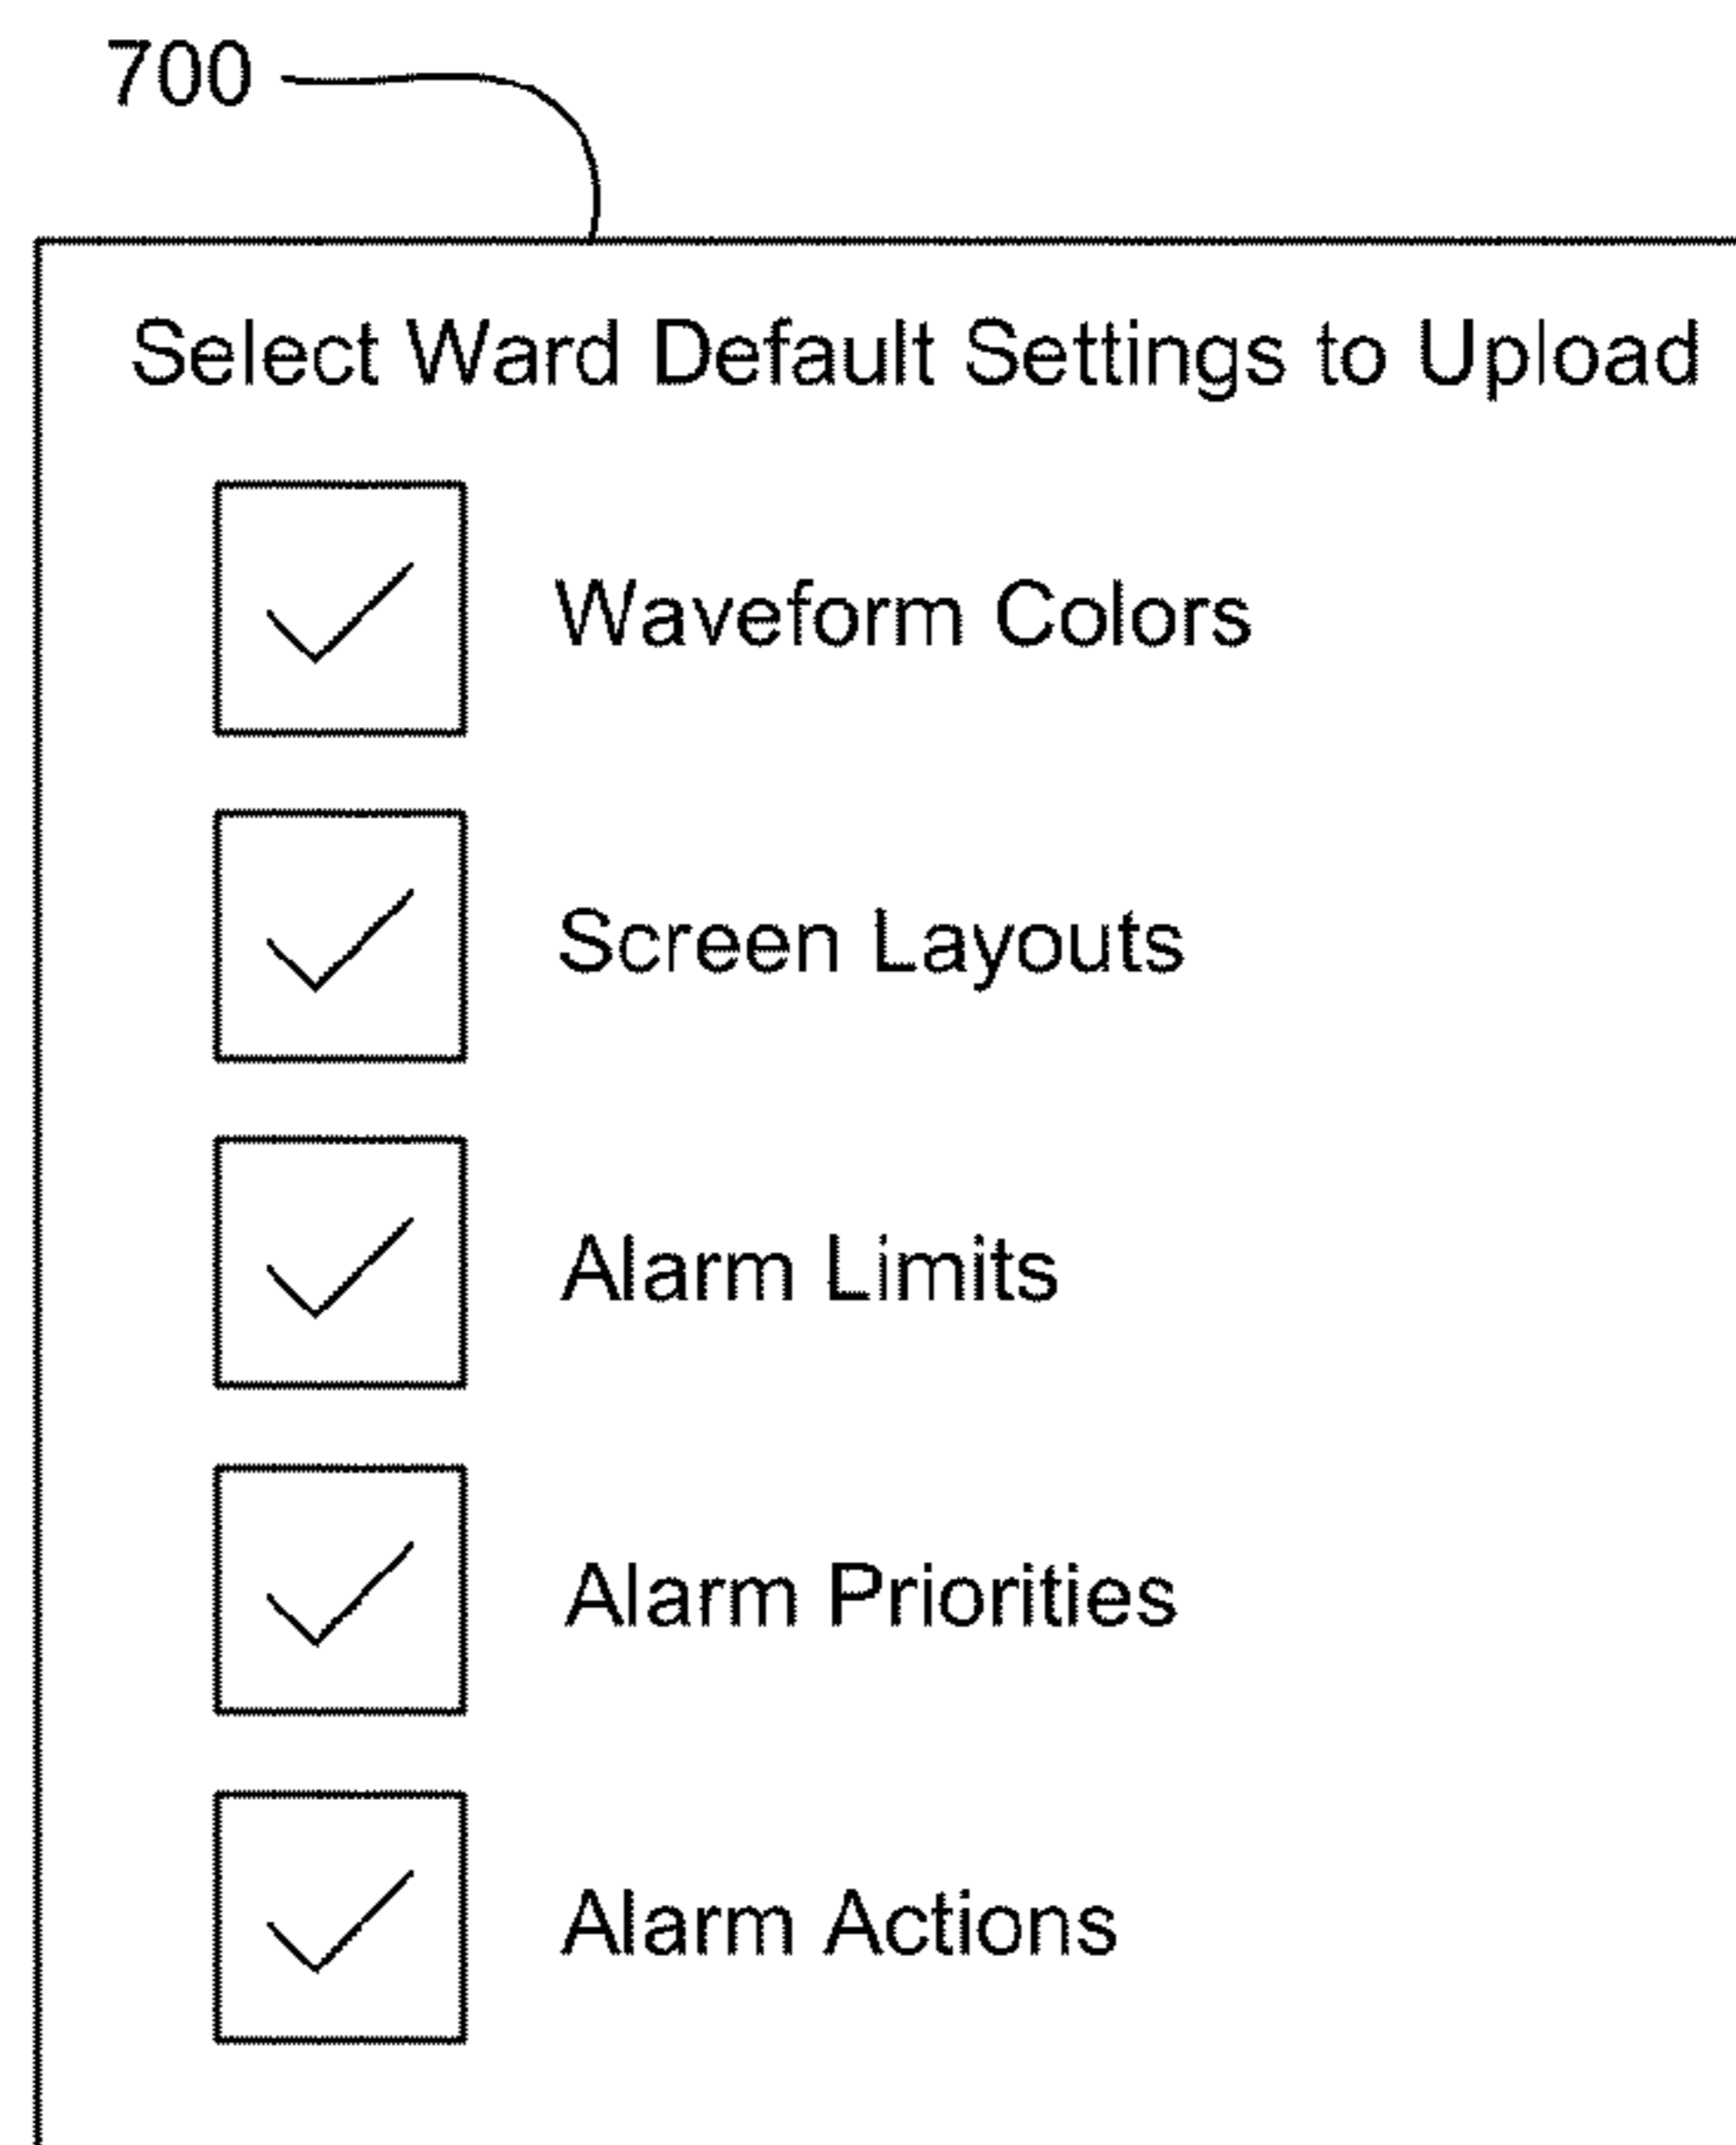 700
Select Ward Default Settings to Upload
Waveform Colors
Screen Layouts
Alarm Limits
Alarm Priorities
Alarm Actions